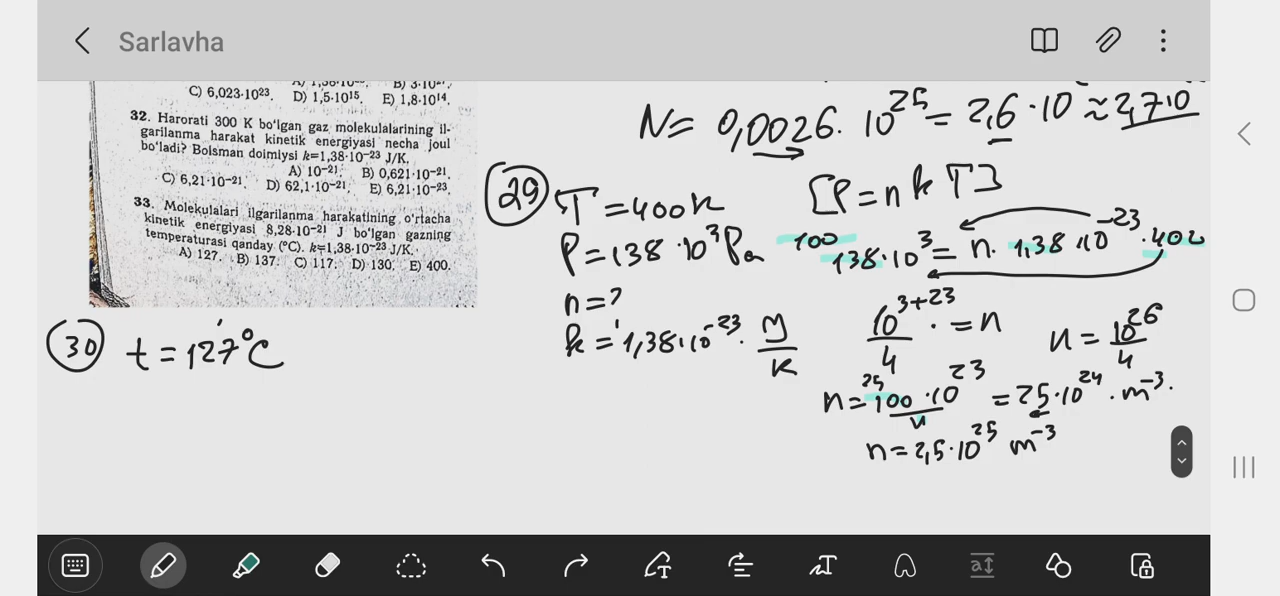 Sarlavha
C) 6,023·10²³. D) 1,5·10¹⁵. E) 1,8·10¹⁴.
32. Harorati 300 K bo'lgan gaz molekulalarining il-
garilanma harakat kinetik energiyasi necha joul
bo'ladi? Bolsman doimiysi k=1,38·10⁻²³ J/K.
A) 10⁻²¹. B) 0,621·10⁻²¹.
C) 6,21·10⁻²¹. D) 62,1·10⁻²¹. E) 6,21·10⁻²³.
33. Molekulalari ilgarilanma harakatining o'rtacha
kinetik energiyasi 8,28·10⁻²¹ J bo'lgan gazning
temperaturasi qanday (°C). k=1,38·10⁻²³ J/K.
A) 127. B) 137. C) 117. D) 130. E) 400.
30 t = 127°C
N = 0,0026 · 10²⁵ = 2,6 · 10 ≈ 2,7·10
29 T = 400K [P = n k T]
P = 138 · 10³ Pa
100
138·10³ = n · 1,38·10⁻²³ · 400
n = ?
k = 1,38·10⁻²³ · J/K
10³⁺²³/4 · = n
n = 10²⁶/4
25
n = 100·10²³/4 = 25·10²⁴ · m⁻³.
n = 2,5·10²⁵ m⁻³